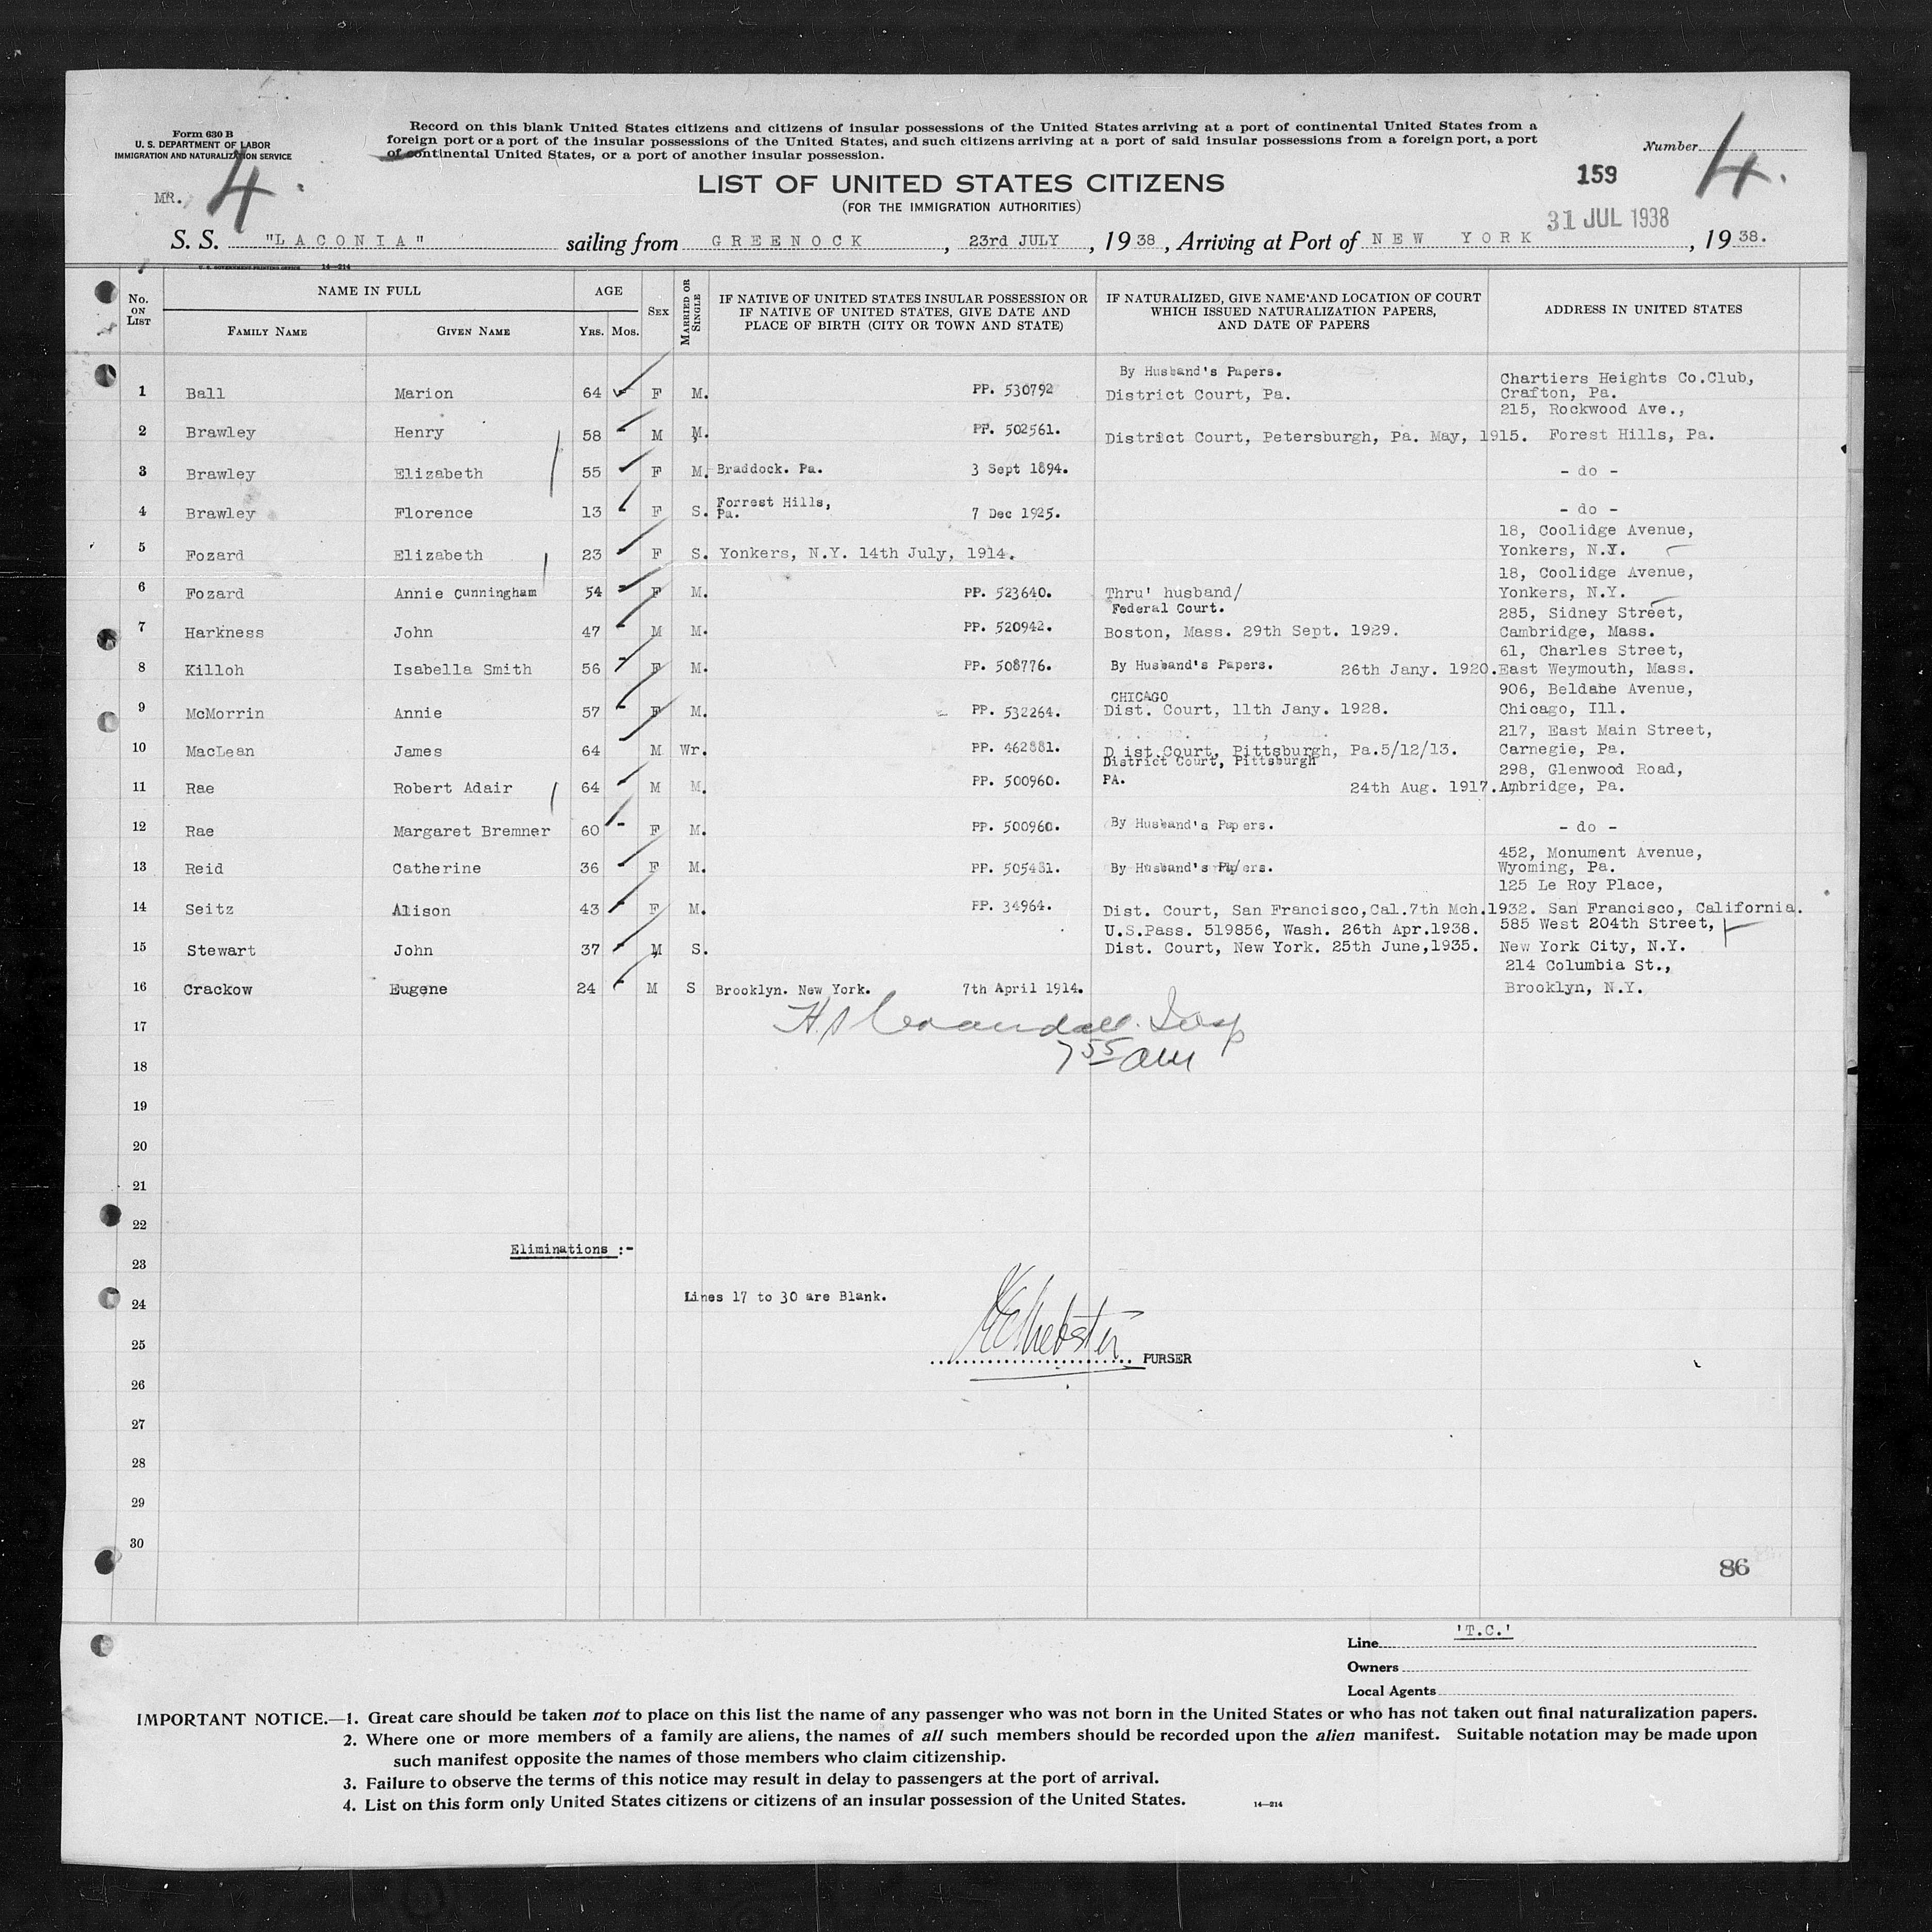 Form 630 B
U. S. DEPARTMENT OF LABOR
IMMIGRATION AND NATURALIZATION SERVICE
Record on this blank United States citizens and citizens of insular possessions of the United States arriving at a port of continental United States from a
foreign port or a port of the insular possessions of the United States, and such citizens arriving at a port of said insular possessions from a foreign port, a port
of continental United States, or a port of another insular possession.
Number 4.
MR. 4.
159
LIST OF UNITED STATES CITIZENS
(FOR THE IMMIGRATION AUTHORITIES)
31 JUL 1938
S. S. "LACONIA" sailing from GREENOCK, 23rd JULY, 19 38, Arriving at Port of NEW YORK, 19 38.
U. S. GOVERNMENT PRINTING OFFICE 14—214
No. ON LIST
NAME IN FULL
FAMILY NAME
GIVEN NAME
AGE
YRS. MOS.
SEX
MARRIED OR SINGLE
IF NATIVE OF UNITED STATES INSULAR POSSESSION OR
IF NATIVE OF UNITED STATES, GIVE DATE AND
PLACE OF BIRTH (CITY OR TOWN AND STATE)
IF NATURALIZED, GIVE NAME AND LOCATION OF COURT
WHICH ISSUED NATURALIZATION PAPERS,
AND DATE OF PAPERS
ADDRESS IN UNITED STATES
By Husband's Papers.
Chartiers Heights Co.Club,
1 Ball Marion 64 F M. PP. 530792 District Court, Pa. Crafton, Pa.
215, Rockwood Ave.,
2 Brawley Henry 58 M M. PP. 502561. District Court, Petersburgh, Pa. May, 1915. Forest Hills, Pa.
3 Brawley Elizabeth 55 F M. Braddock. Pa. 3 Sept 1894. - do -
Forrest Hills,
4 Brawley Florence 13 F S. Pa. 7 Dec 1925. - do -
18, Coolidge Avenue,
5 Fozard Elizabeth 23 F S. Yonkers, N.Y. 14th July, 1914. Yonkers, N.Y.
18, Coolidge Avenue,
6 Fozard Annie Cunningham 54 F M. PP. 523640. Thru' husband/ Yonkers, N.Y.
Federal Court. 285, Sidney Street,
7 Harkness John 47 M M. PP. 520942. Boston, Mass. 29th Sept. 1929. Cambridge, Mass.
61, Charles Street,
8 Killoh Isabella Smith 56 F M. PP. 508776. By Husband's Papers. 26th Jany. 1920. East Weymouth, Mass.
CHICAGO 906, Beldane Avenue,
9 McMorrin Annie 57 F M. PP. 532264. Dist. Court, 11th Jany. 1928. Chicago, Ill.
217, East Main Street,
10 MacLean James 64 M Wr. PP. 462881. D ist.Court, Pittsburgh, Pa.5/12/13. Carnegie, Pa.
District Court, Pittsburgh 298, Glenwood Road,
11 Rae Robert Adair 64 M M. PP. 500960. PA. 24th Aug. 1917. Ambridge, Pa.
12 Rae Margaret Bremner 60 F M. PP. 500960. By Husband's Papers. - do -
452, Monument Avenue,
13 Reid Catherine 36 F M. PP. 505481. By Husband's Papers. Wyoming, Pa.
125 Le Roy Place,
14 Seitz Alison 43 F M. PP. 34964. Dist. Court, San Francisco,Cal.7th Mch.1932. San Francisco, California.
U.S.Pass. 519856, Wash. 26th Apr.1938. 585 West 204th Street,
15 Stewart John 37 M S. Dist. Court, New York. 25th June,1935. New York City, N.Y.
214 Columbia St.,
16 Crackow Eugene 24 M S Brooklyn. New York. 7th April 1914. Brooklyn, N.Y.
17
7 55 am
18
19
20
21
22
Eliminations :-
23
24 Lines 17 to 30 are Blank.
25
PURSER
26
27
28
29
30
86
Line 'T.C.'
Owners
Local Agents
IMPORTANT NOTICE.—1. Great care should be taken not to place on this list the name of any passenger who was not born in the United States or who has not taken out final naturalization papers.
2. Where one or more members of a family are aliens, the names of all such members should be recorded upon the alien manifest. Suitable notation may be made upon
such manifest opposite the names of those members who claim citizenship.
3. Failure to observe the terms of this notice may result in delay to passengers at the port of arrival.
4. List on this form only United States citizens or citizens of an insular possession of the United States. 14—214